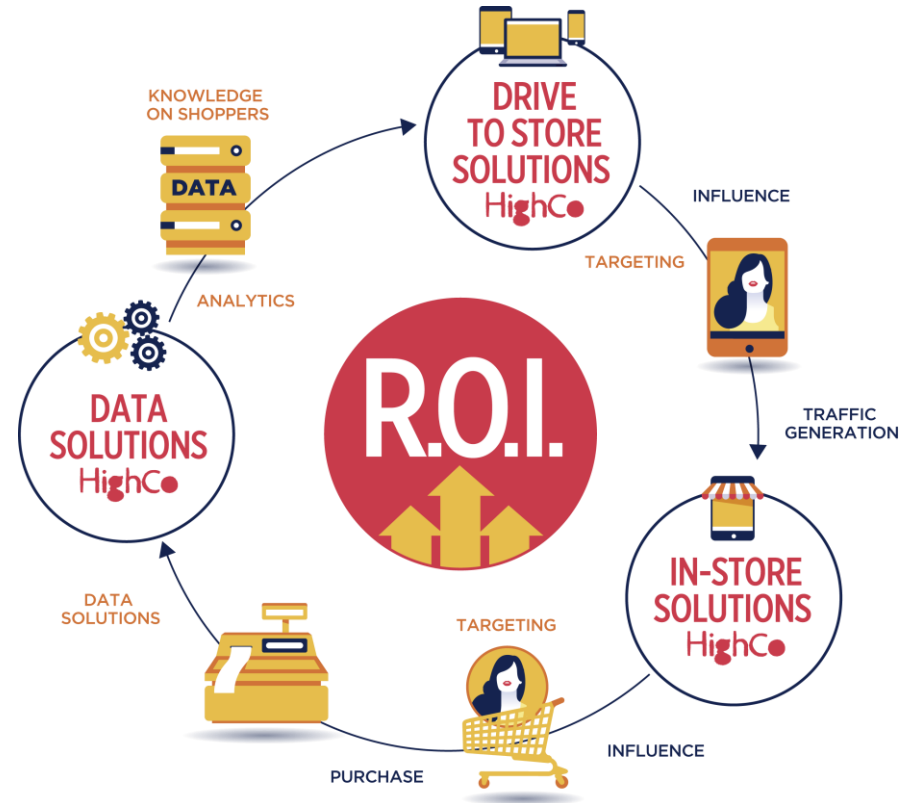 DRIVE
TO STORE
SOLUTIONS
HighCo
INFLUENCE
TARGETING
TRAFFIC
GENERATION
IN-STORE
SOLUTIONS
HighCo
INFLUENCE
TARGETING
PURCHASE
DATA
SOLUTIONS
DATA
SOLUTIONS
HighCo
ANALYTICS
DATA
KNOWLEDGE
ON SHOPPERS
R.O.I.